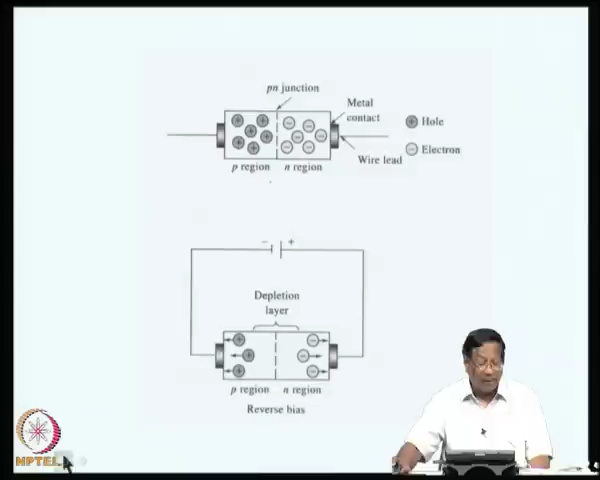 pn junction
Metal
contact
Hole
Electron
Wire lead
p region
n region
− +
Depletion
layer
p region
n region
Reverse bias
NPTEL